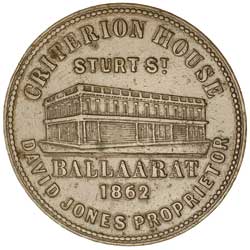 CRITERION HOUSE
STURT ST
BALLAARAT
1862
DAVID JONES PROPRIETOR